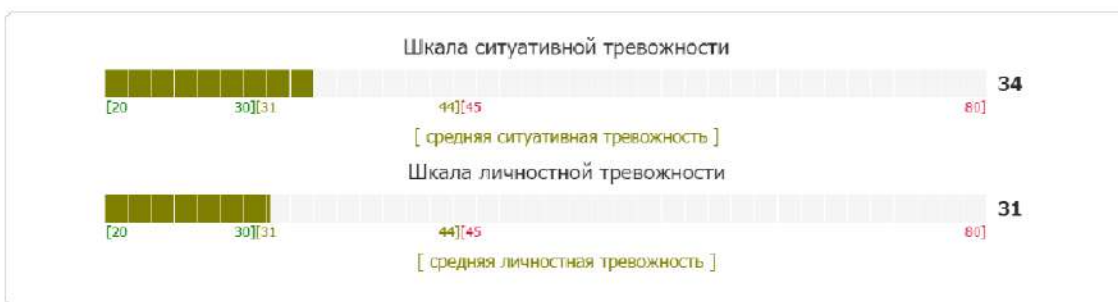 Шкала ситуативной тревожности
34
[20 30][31 44][45 80]
[ средняя ситуативная тревожность ]
Шкала личностной тревожности
31
[20 30][31 44][45 80]
[ средняя личностная тревожность ]